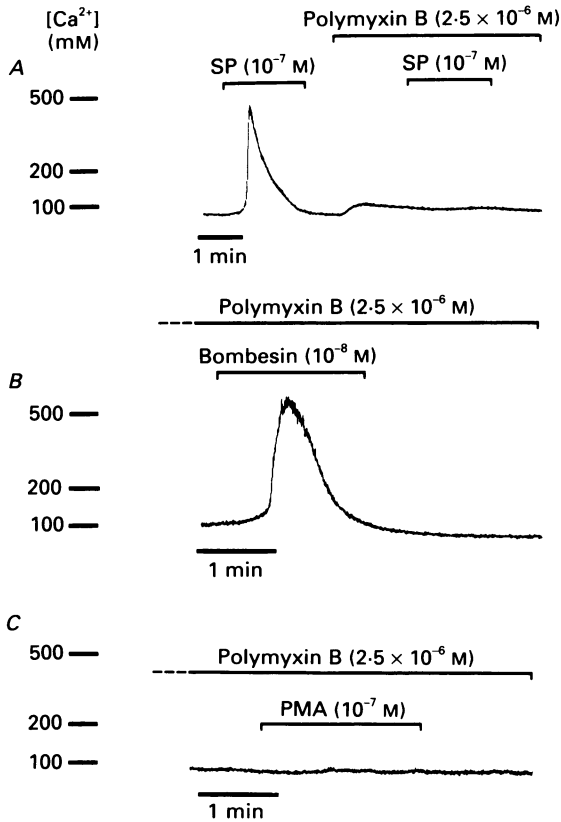 [Ca²⁺]
(mM)
Polymyxin B (2·5 × 10⁻⁶ M)
A
SP (10⁻⁷ M)
SP (10⁻⁷ M)
500
200
100
1 min
Polymyxin B (2·5 × 10⁻⁶ M)
Bombesin (10⁻⁸ M)
B
500
200
100
1 min
C
500
Polymyxin B (2·5 × 10⁻⁶ M)
PMA (10⁻⁷ M)
200
100
1 min